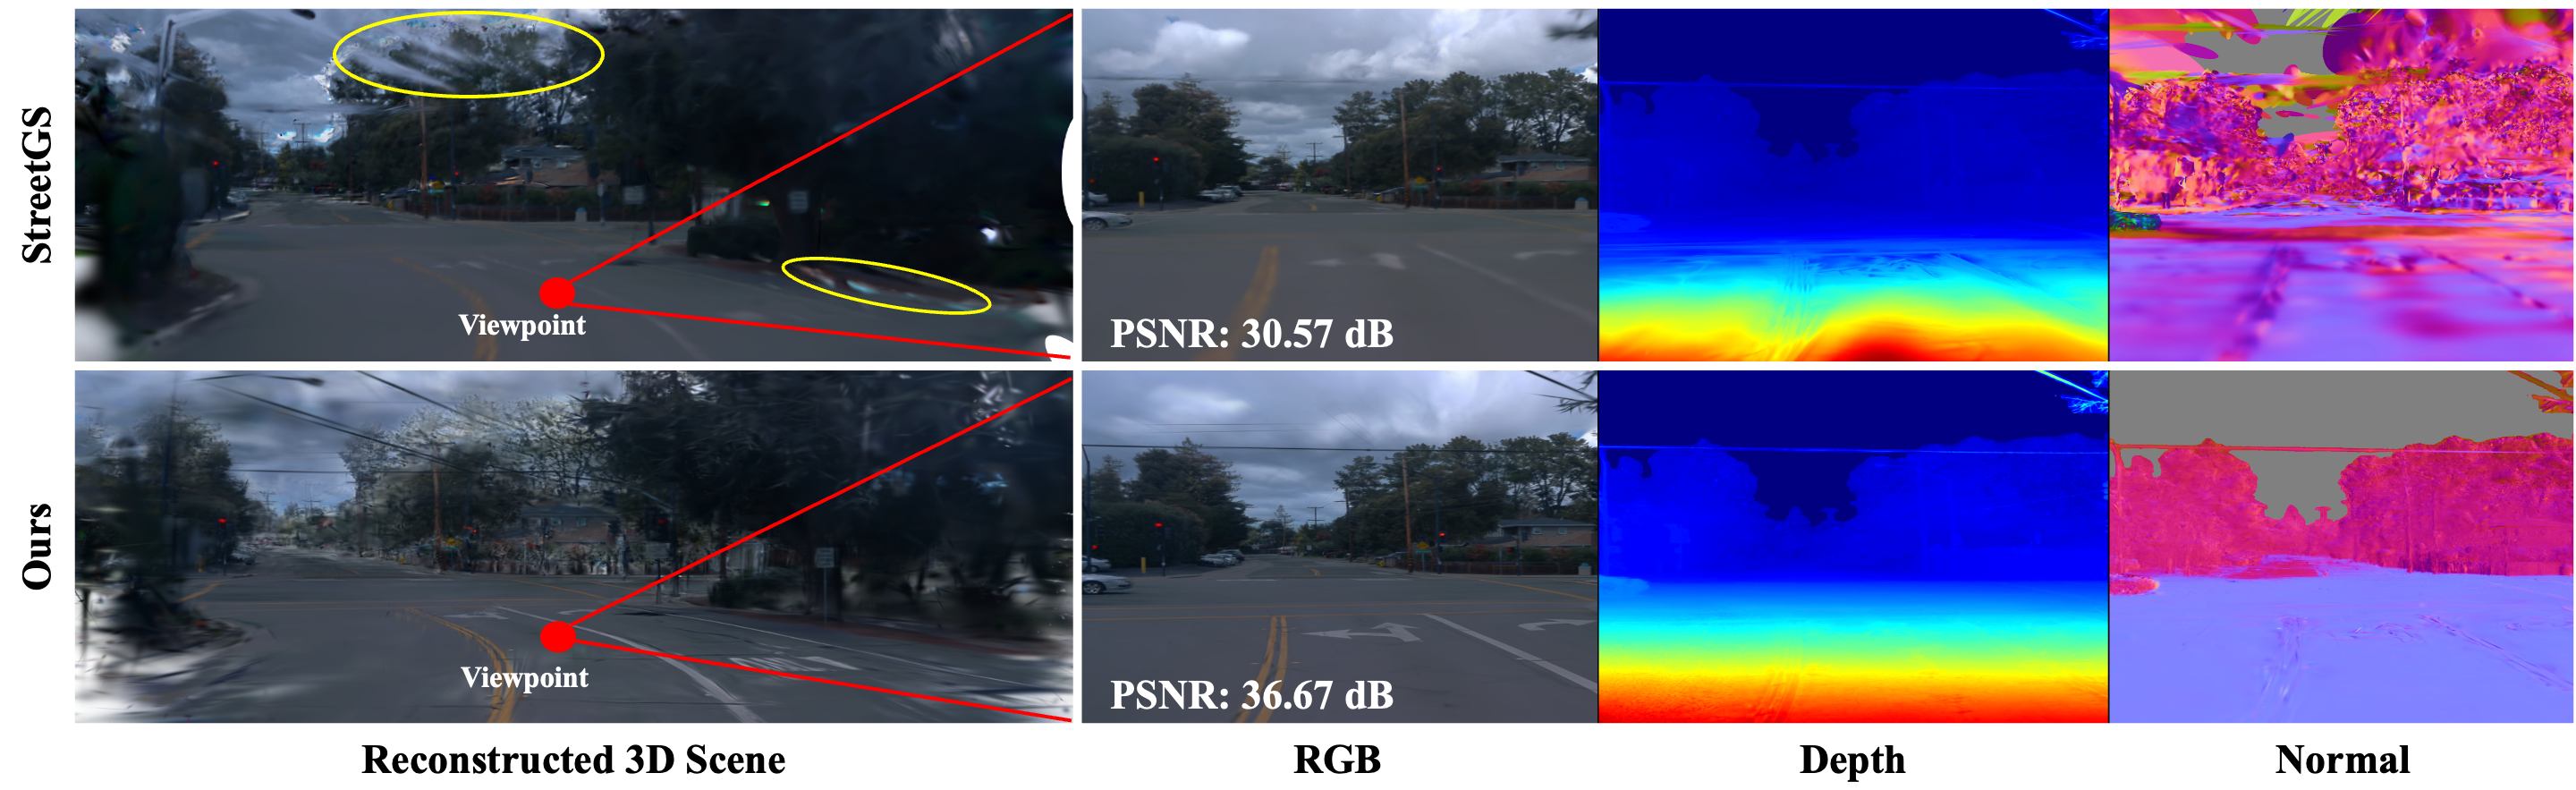 StreetGS
Viewpoint
PSNR: 30.57 dB
Ours
Viewpoint
PSNR: 36.67 dB
Reconstructed 3D Scene
RGB
Depth
Normal